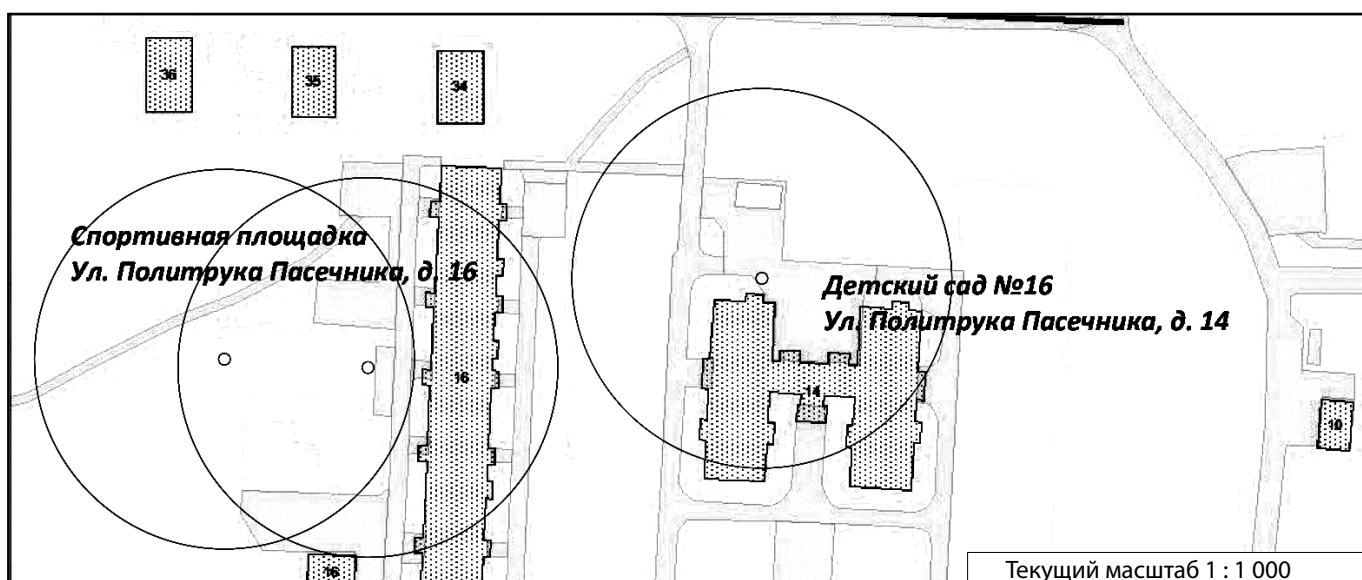 36
35
34
Спортивная площадка
Ул. Политрука Пасечника, д. 16
Детский сад №16
Ул. Политрука Пасечника, д. 14
16
14
10
16
Текущий масштаб 1 : 1 000